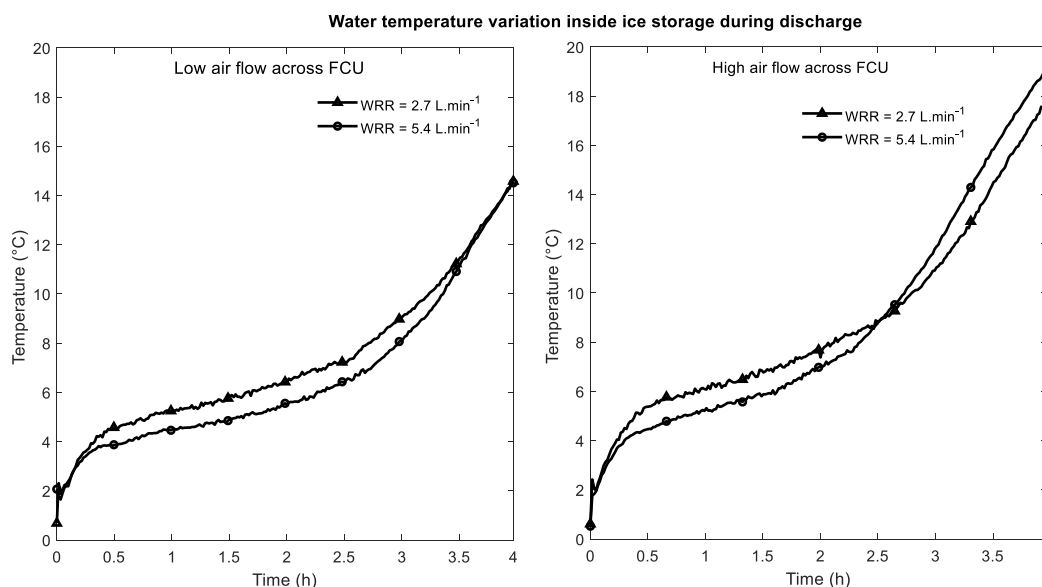 Water temperature variation inside ice storage during discharge
Low air flow across FCU
WRR = 2.7 L.min⁻¹
WRR = 5.4 L.min⁻¹
Temperature (°C)
20
18
16
14
12
10
8
6
4
2
0
0 0.5 1 1.5 2 2.5 3 3.5 4
Time (h)
High air flow across FCU
WRR = 2.7 L.min⁻¹
WRR = 5.4 L.min⁻¹
Temperature (°C)
20
18
16
14
12
10
8
6
4
2
0
0 0.5 1 1.5 2 2.5 3 3.5
Time (h)